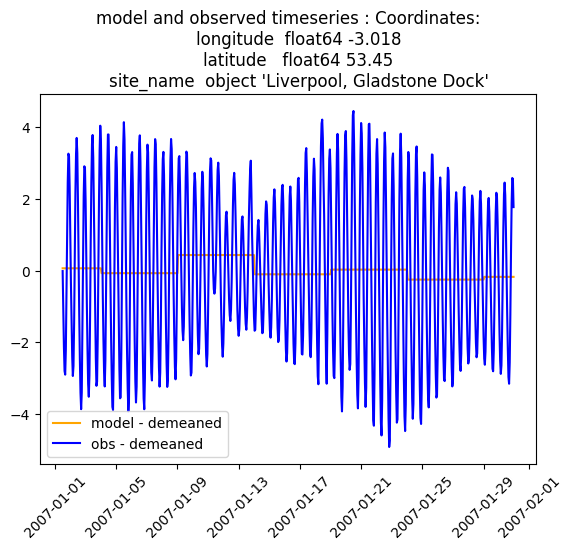 model and observed timeseries : Coordinates:
longitude  float64 -3.018
latitude   float64 53.45
site_name  object 'Liverpool, Gladstone Dock'
4
2
0
−2
−4
model - demeaned
obs - demeaned
2007-01-01
2007-01-05
2007-01-09
2007-01-13
2007-01-17
2007-01-21
2007-01-25
2007-01-29
2007-02-01